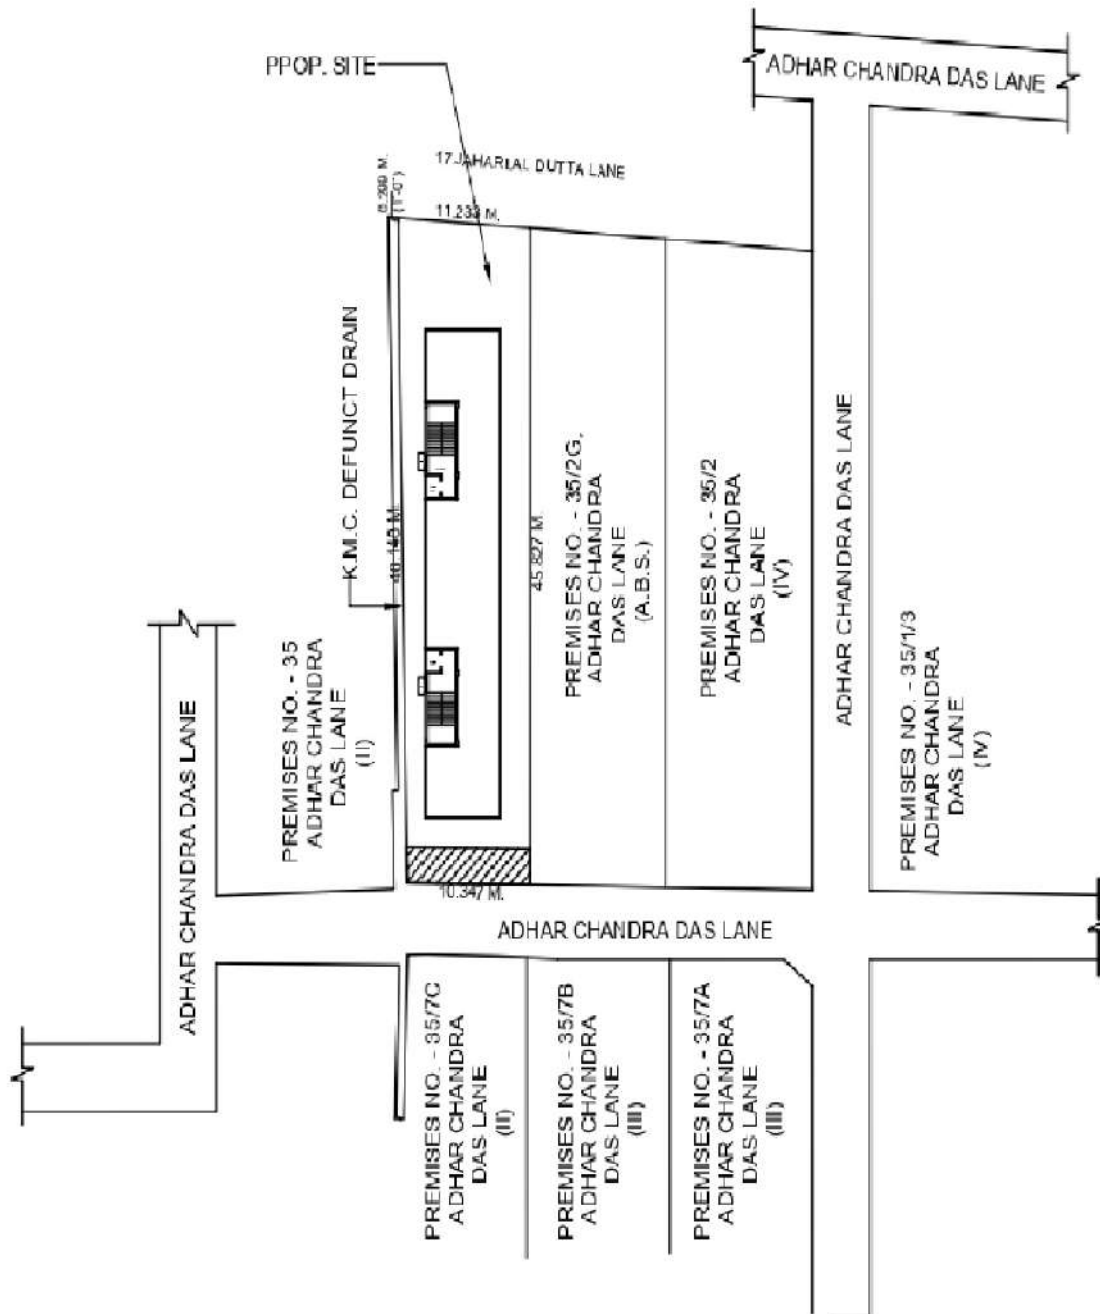 ADHAR CHANDRA DAS LANE
PPOP. SITE
17 JAHARLAL DUTTA LANE
(1'-0")
11.233 M.
K.M.C. DEFUNCT DRAIN
45.827 M.
PREMISES NO. - 35/2G.
ADHAR CHANDRA
DAS LANE
(A.B.S.)
PREMISES NO. - 35/2
ADHAR CHANDRA
DAS LANE
(IV)
ADHAR CHANDRA DAS LANE
PREMISES NO. - 35/1/3
ADHAR CHANDRA
DAS LANE
(IV)
PREMISES NO. - 35
ADHAR CHANDRA
DAS LANE
(II)
ADHAR CHANDRA DAS LANE
10.347 M.
ADHAR CHANDRA DAS LANE
PREMISES NO. - 35/7C
ADHAR CHANDRA
DAS LANE
(II)
PREMISES NO. - 35/7B
ADHAR CHANDRA
DAS LANE
(III)
PREMISES NO. - 35/7A
ADHAR CHANDRA
DAS LANE
(III)